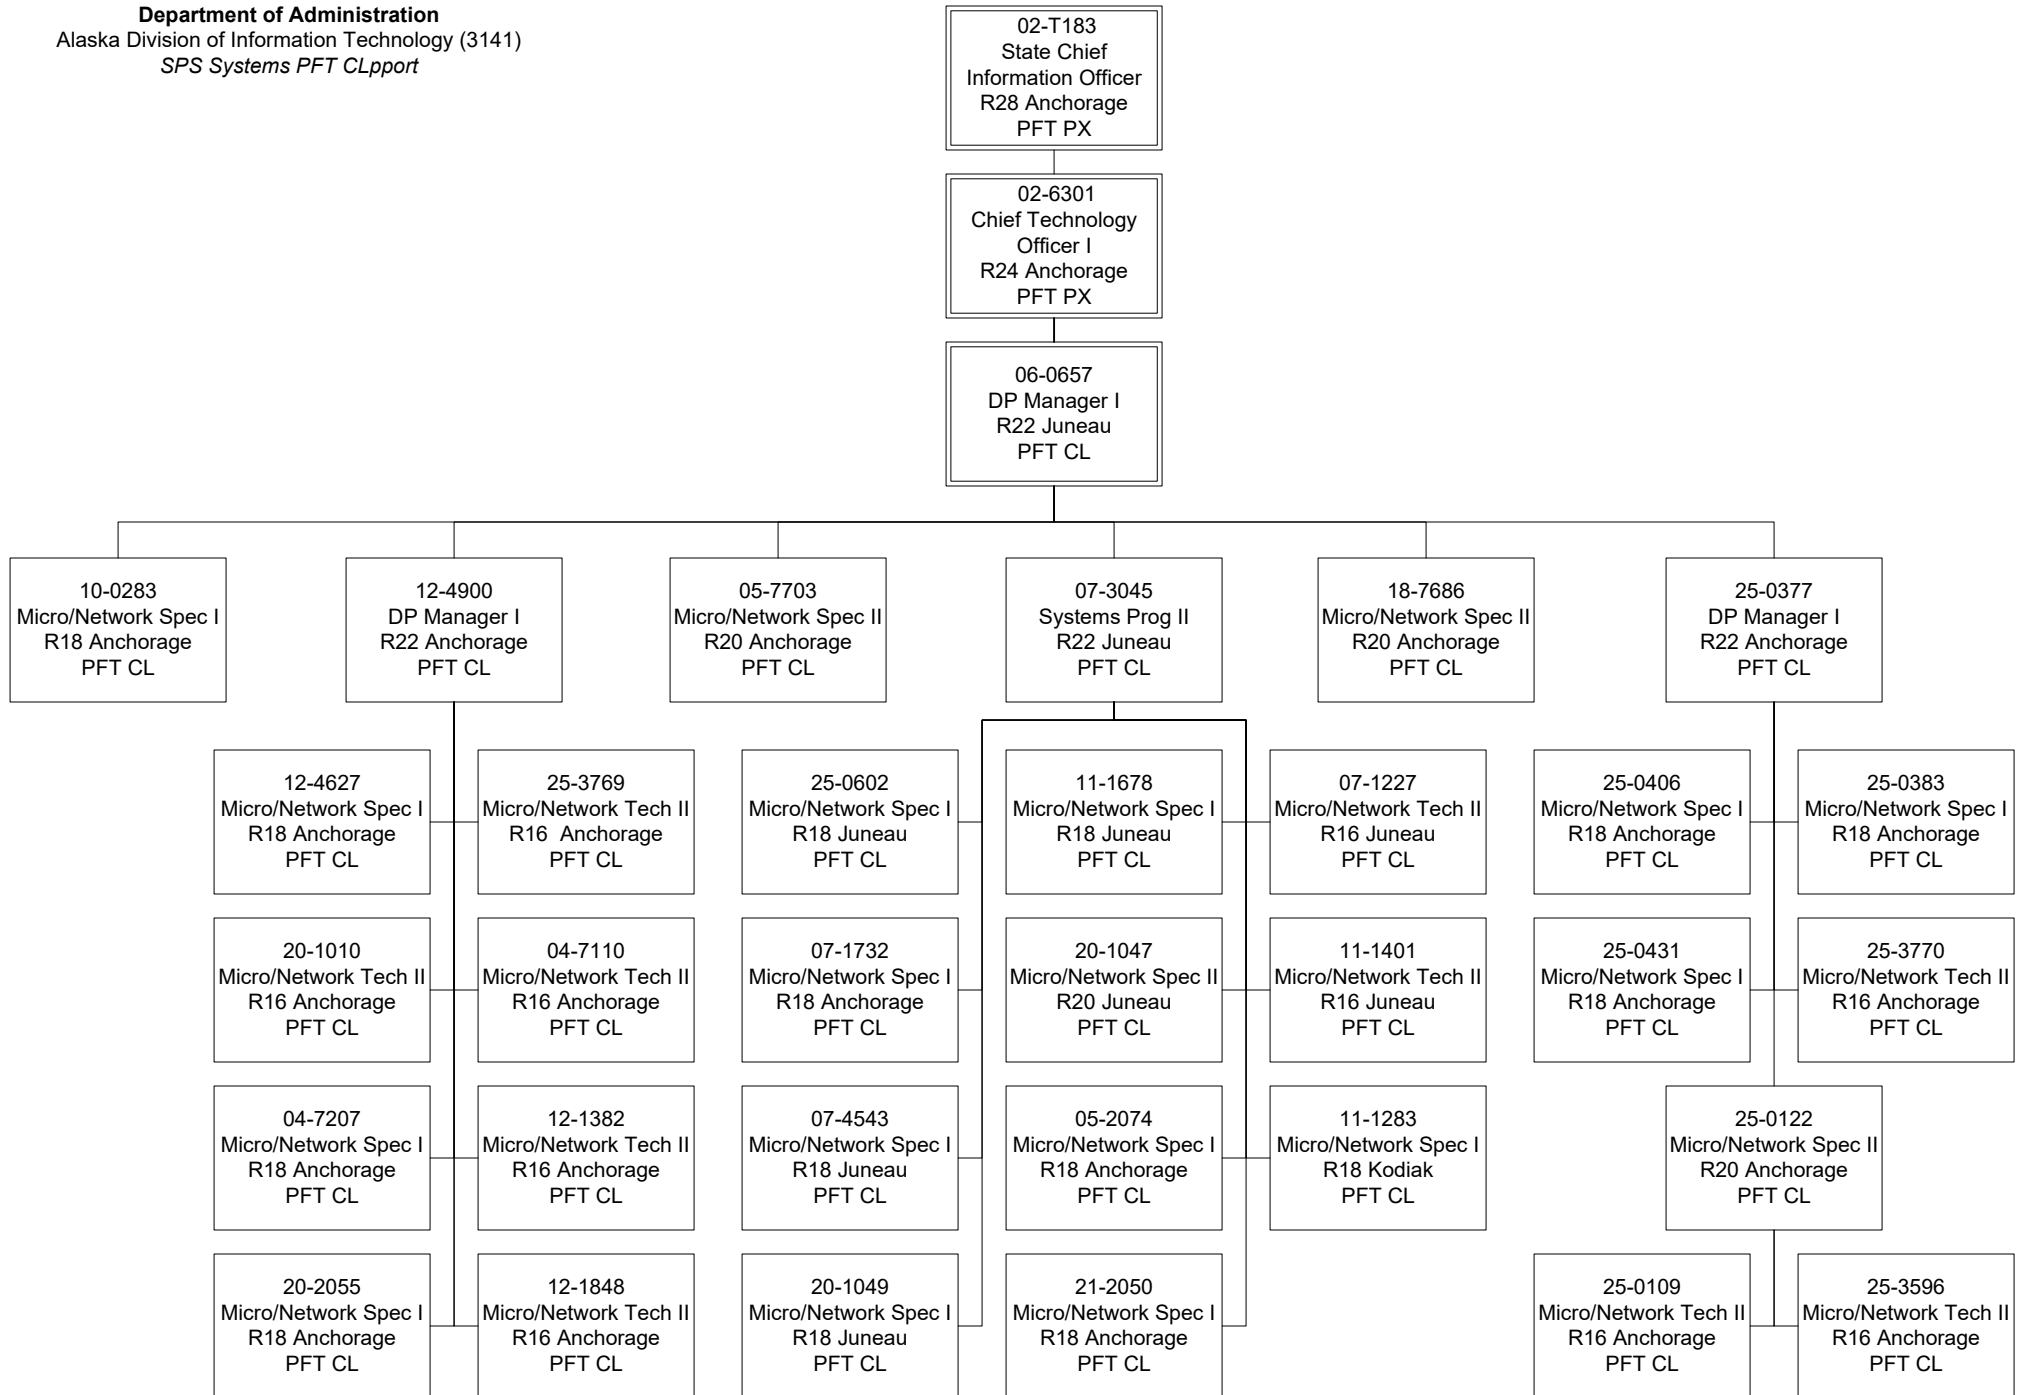 Department of Administration
Alaska Division of Information Technology (3141)
SPS Systems PFT CLpport
02-T183
State Chief
Information Officer
R28 Anchorage
PFT PX
02-6301
Chief Technology
Officer I
R24 Anchorage
PFT PX
06-0657
DP Manager I
R22 Juneau
PFT CL
10-0283
Micro/Network Spec I
R18 Anchorage
PFT CL
12-4900
DP Manager I
R22 Anchorage
PFT CL
05-7703
Micro/Network Spec II
R20 Anchorage
PFT CL
07-3045
Systems Prog II
R22 Juneau
PFT CL
18-7686
Micro/Network Spec II
R20 Anchorage
PFT CL
25-0377
DP Manager I
R22 Anchorage
PFT CL
12-4627
Micro/Network Spec I
R18 Anchorage
PFT CL
25-3769
Micro/Network Tech II
R16  Anchorage
PFT CL
25-0602
Micro/Network Spec I
R18 Juneau
PFT CL
11-1678
Micro/Network Spec I
R18 Juneau
PFT CL
07-1227
Micro/Network Tech II
R16 Juneau
PFT CL
25-0406
Micro/Network Spec I
R18 Anchorage
PFT CL
25-0383
Micro/Network Spec I
R18 Anchorage
PFT CL
20-1010
Micro/Network Tech II
R16 Anchorage
PFT CL
04-7110
Micro/Network Tech II
R16 Anchorage
PFT CL
07-1732
Micro/Network Spec I
R18 Anchorage
PFT CL
20-1047
Micro/Network Spec II
R20 Juneau
PFT CL
11-1401
Micro/Network Tech II
R16 Juneau
PFT CL
25-0431
Micro/Network Spec I
R18 Anchorage
PFT CL
25-3770
Micro/Network Tech II
R16 Anchorage
PFT CL
04-7207
Micro/Network Spec I
R18 Anchorage
PFT CL
12-1382
Micro/Network Tech II
R16 Anchorage
PFT CL
07-4543
Micro/Network Spec I
R18 Juneau
PFT CL
05-2074
Micro/Network Spec I
R18 Anchorage
PFT CL
11-1283
Micro/Network Spec I
R18 Kodiak
PFT CL
25-0122
Micro/Network Spec II
R20 Anchorage
PFT CL
20-2055
Micro/Network Spec I
R18 Anchorage
PFT CL
12-1848
Micro/Network Tech II
R16 Anchorage
PFT CL
20-1049
Micro/Network Spec I
R18 Juneau
PFT CL
21-2050
Micro/Network Spec I
R18 Anchorage
PFT CL
25-0109
Micro/Network Tech II
R16 Anchorage
PFT CL
25-3596
Micro/Network Tech II
R16 Anchorage
PFT CL